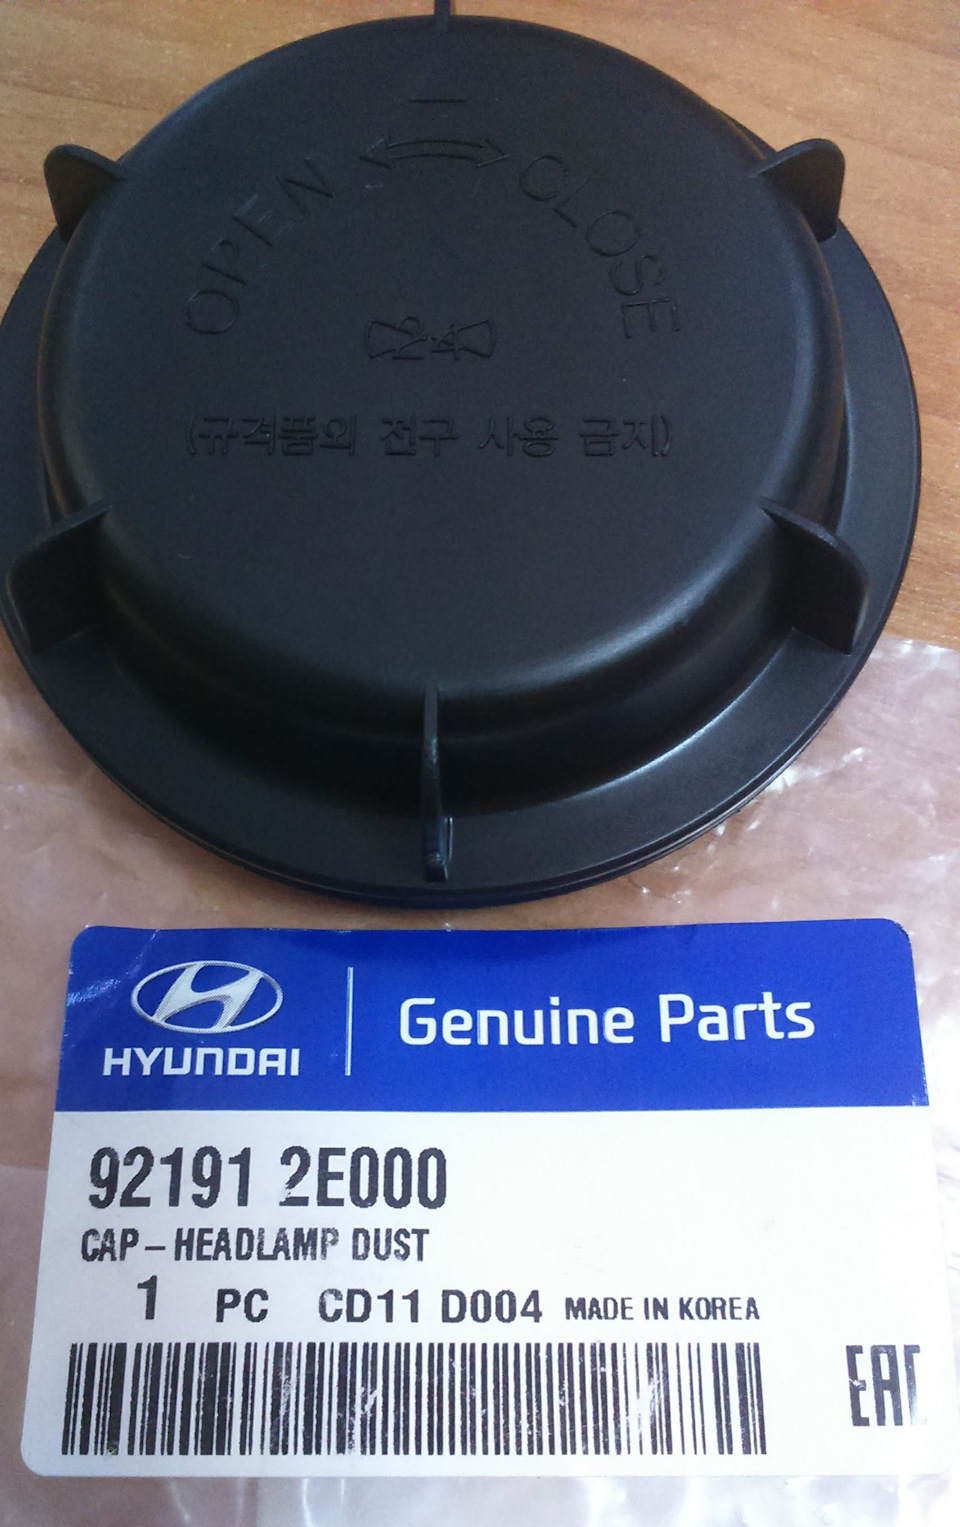 OPEN CLOSE
(규격품외 전구 사용 금지)
HYUNDAI
Genuine Parts
92191 2E000
CAP - HEADLAMP DUST
1 PC CD11 D004 MADE IN KOREA
EAC